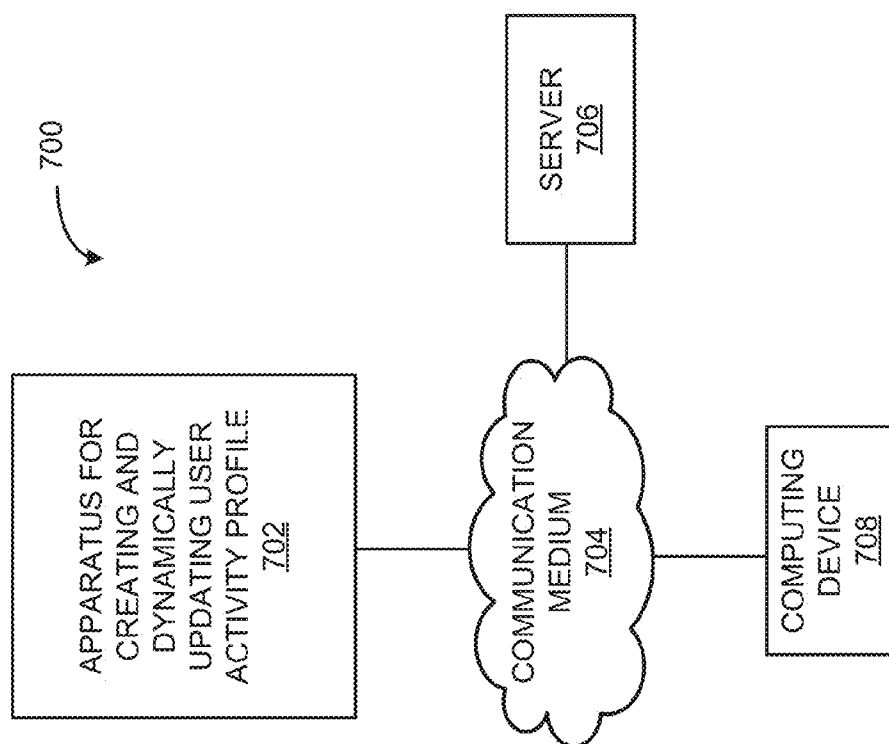 700
APPARATUS FOR
CREATING AND
DYNAMICALLY
UPDATING USER
ACTIVITY PROFILE
702
COMMUNICATION
MEDIUM
704
SERVER
706
COMPUTING
DEVICE
708